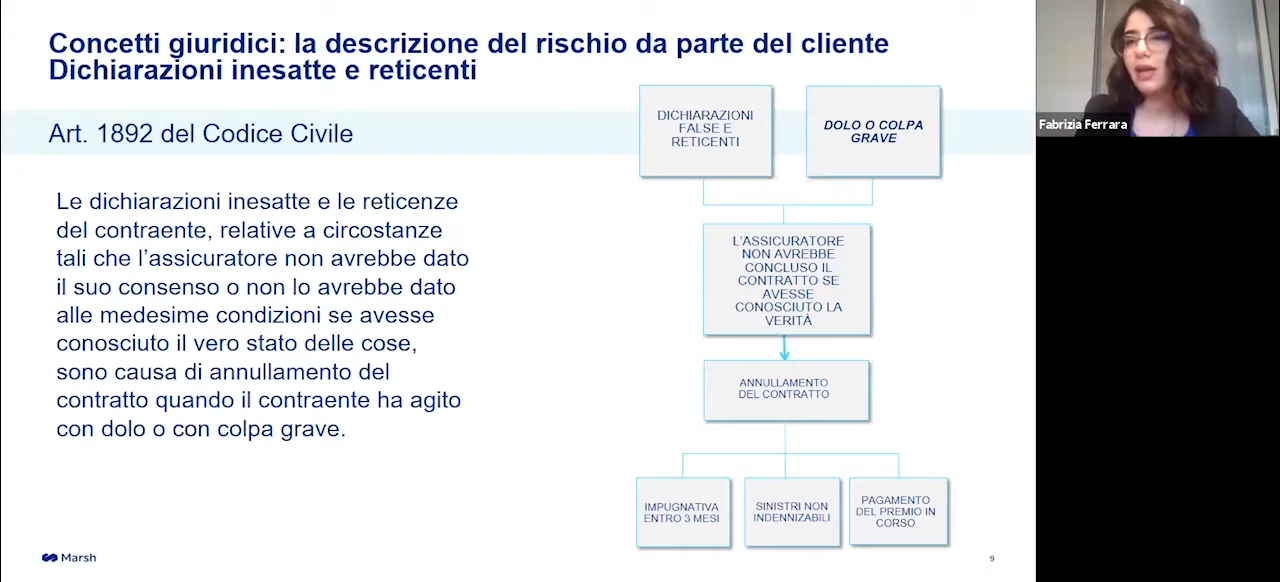 Concetti giuridici: la descrizione del rischio da parte del cliente
Dichiarazioni inesatte e reticenti
Art. 1892 del Codice Civile
Le dichiarazioni inesatte e le reticenze
del contraente, relative a circostanze
tali che l’assicuratore non avrebbe dato
il suo consenso o non lo avrebbe dato
alle medesime condizioni se avesse
conosciuto il vero stato delle cose,
sono causa di annullamento del
contratto quando il contraente ha agito
con dolo o con colpa grave.
DICHIARAZIONI
FALSE E
RETICENTI
DOLO O COLPA
GRAVE
L’ASSICURATORE
NON AVREBBE
CONCLUSO IL
CONTRATTO SE
AVESSE
CONOSCIUTO LA
VERITÀ
ANNULLAMENTO
DEL CONTRATTO
IMPUGNATIVA
ENTRO 3 MESI
SINISTRI NON
INDENNIZABILI
PAGAMENTO
DEL PREMIO IN
CORSO
Marsh
9
Fabrizia Ferrara